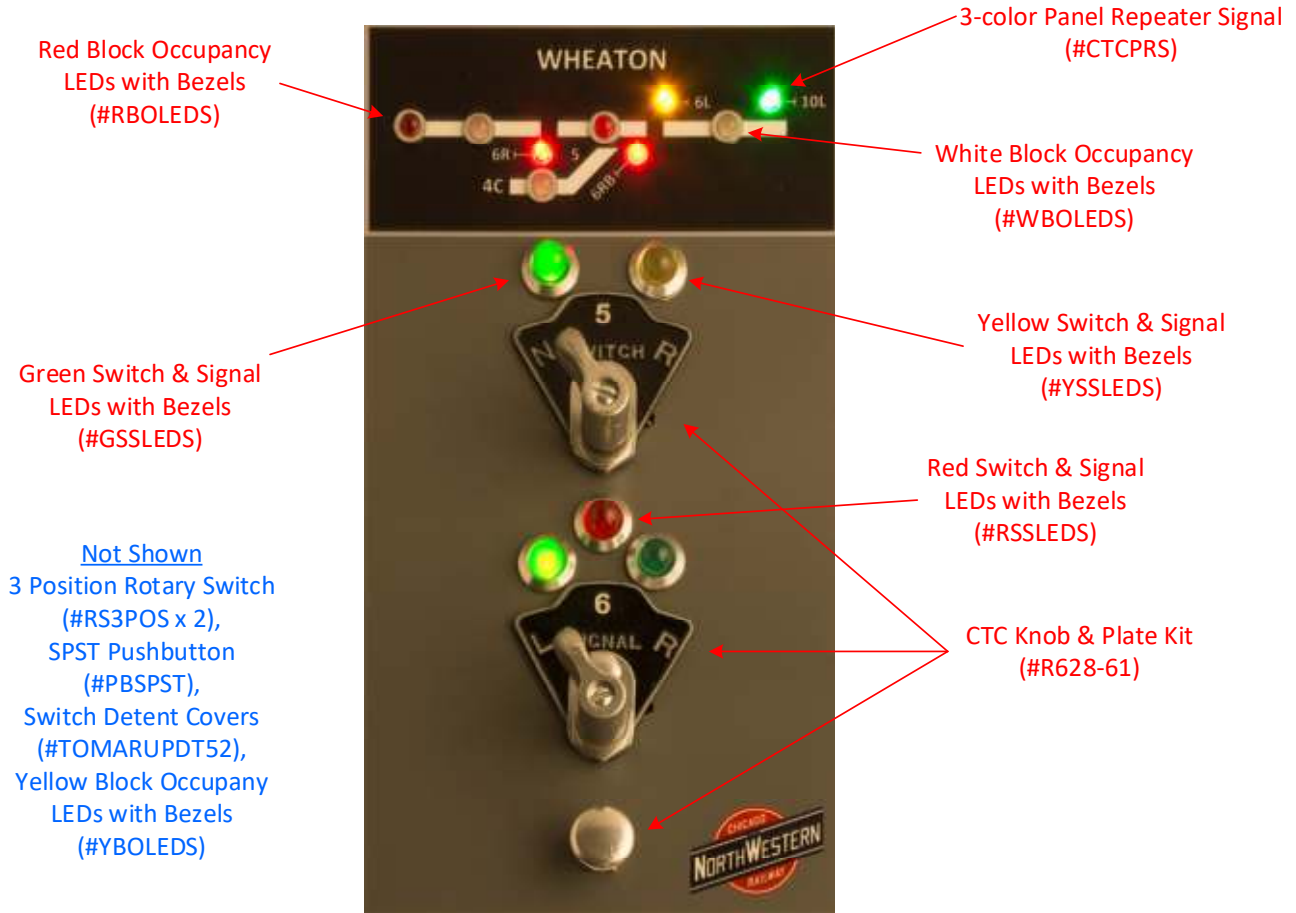 3-color Panel Repeater Signal
(#CTCPRS)
Red Block Occupancy
LEDs with Bezels
(#RBOLEDS)
WHEATON
6L
10L
6R
5
4C
6RB
White Block Occupancy
LEDs with Bezels
(#WBOLEDS)
5
N SWITCH R
Yellow Switch & Signal
LEDs with Bezels
(#YSSLEDS)
Green Switch & Signal
LEDs with Bezels
(#GSSLEDS)
Red Switch & Signal
LEDs with Bezels
(#RSSLEDS)
Not Shown
3 Position Rotary Switch
(#RS3POS x 2),
SPST Pushbutton
(#PBSPST),
Switch Detent Covers
(#TOMARUPDT52),
Yellow Block Occupany
LEDs with Bezels
(#YBOLEDS)
6
L SIGNAL R
CTC Knob & Plate Kit
(#R628-61)
CHICAGO
NORTHWESTERN
RAILWAY